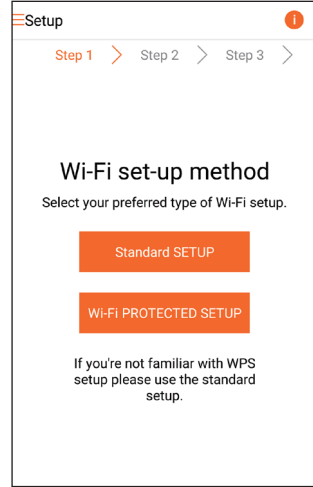 Setup
i
Step 1 Step 2 Step 3
Wi-Fi set-up method
Select your preferred type of Wi-Fi setup.
Standard SETUP
Wi-Fi PROTECTED SETUP
If you're not familiar with WPS
setup please use the standard
setup.